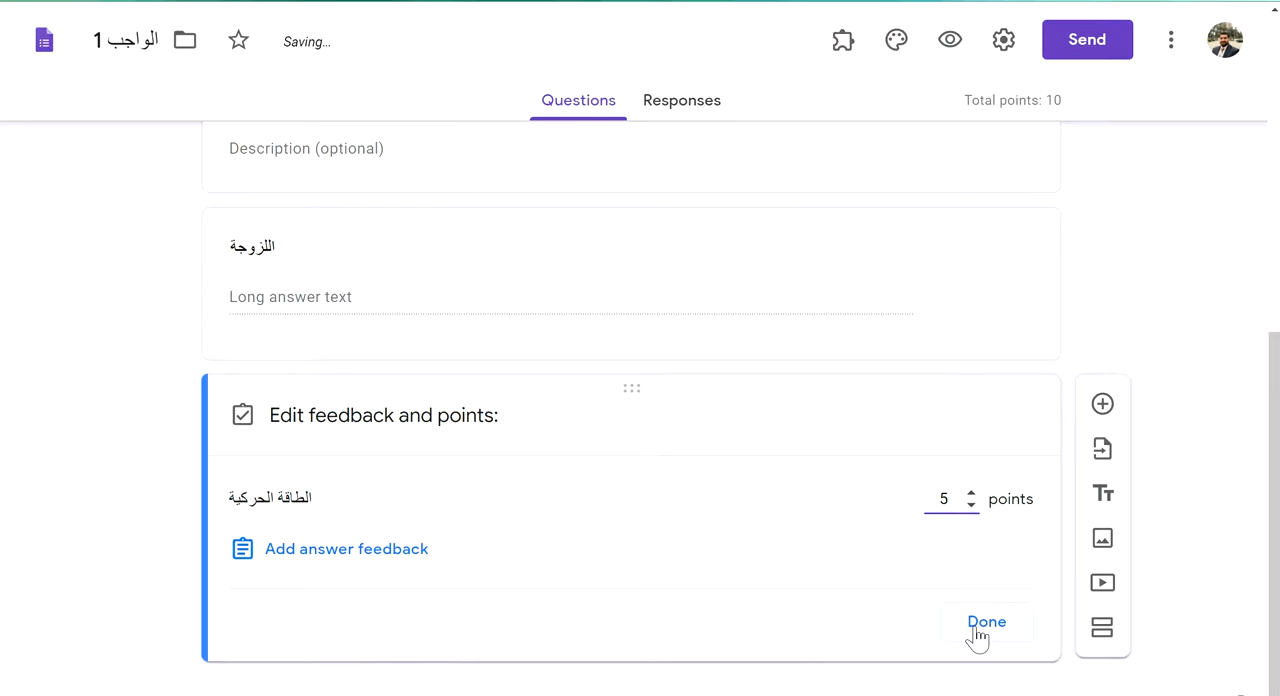 الواجب 1
Saving...
Send
Questions
Responses
Total points: 10
Description (optional)
اللزوجة
Long answer text
Edit feedback and points:
الطاقة الحركية
5 points
Add answer feedback
Done